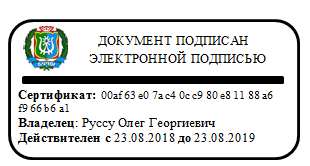 ДОКУМЕНТ ПОДПИСАН
ЭЛЕКТРОННОЙ ПОДПИСЬЮ
Сертификат: 00af 63 e0 7a c4 0c c9 80 e8 11 88 a6
f9 66 b6 a1
Владелец: Руссу Олег Георгиевич
Действителен с 23.08.2018 до 23.08.2019